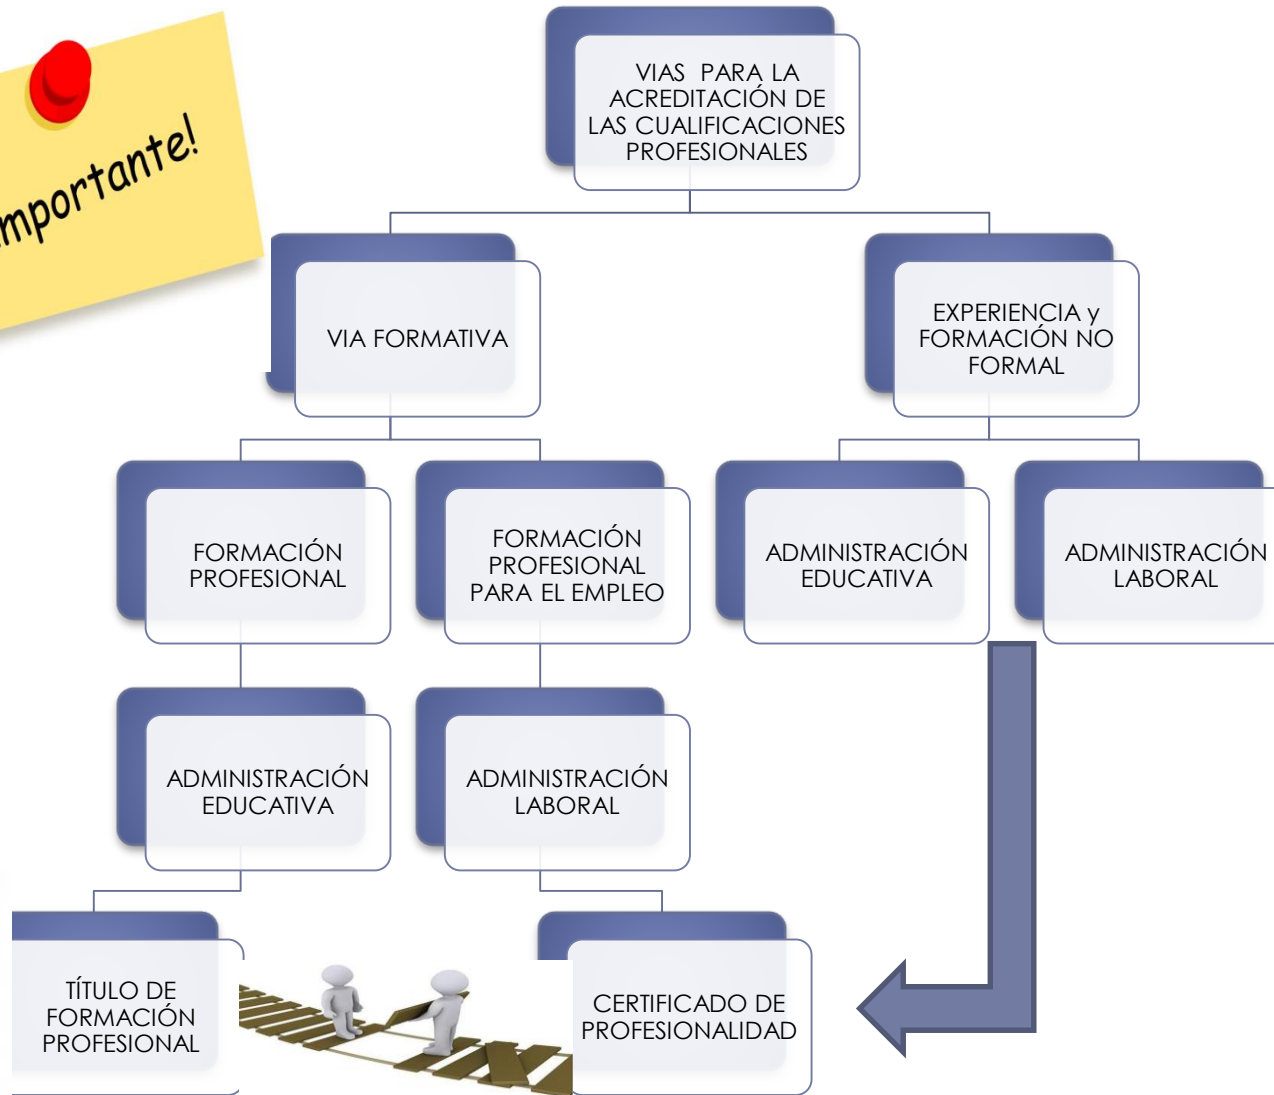 mportante!
VIAS PARA LA
ACREDITACIÓN DE
LAS CUALIFICACIONES
PROFESIONALES
VIA FORMATIVA
EXPERIENCIA y
FORMACIÓN NO
FORMAL
FORMACIÓN
PROFESIONAL
FORMACIÓN
PROFESIONAL
PARA EL EMPLEO
ADMINISTRACIÓN
EDUCATIVA
ADMINISTRACIÓN
LABORAL
ADMINISTRACIÓN
EDUCATIVA
ADMINISTRACIÓN
LABORAL
TÍTULO DE
FORMACIÓN
PROFESIONAL
CERTIFICADO DE
PROFESIONALIDAD